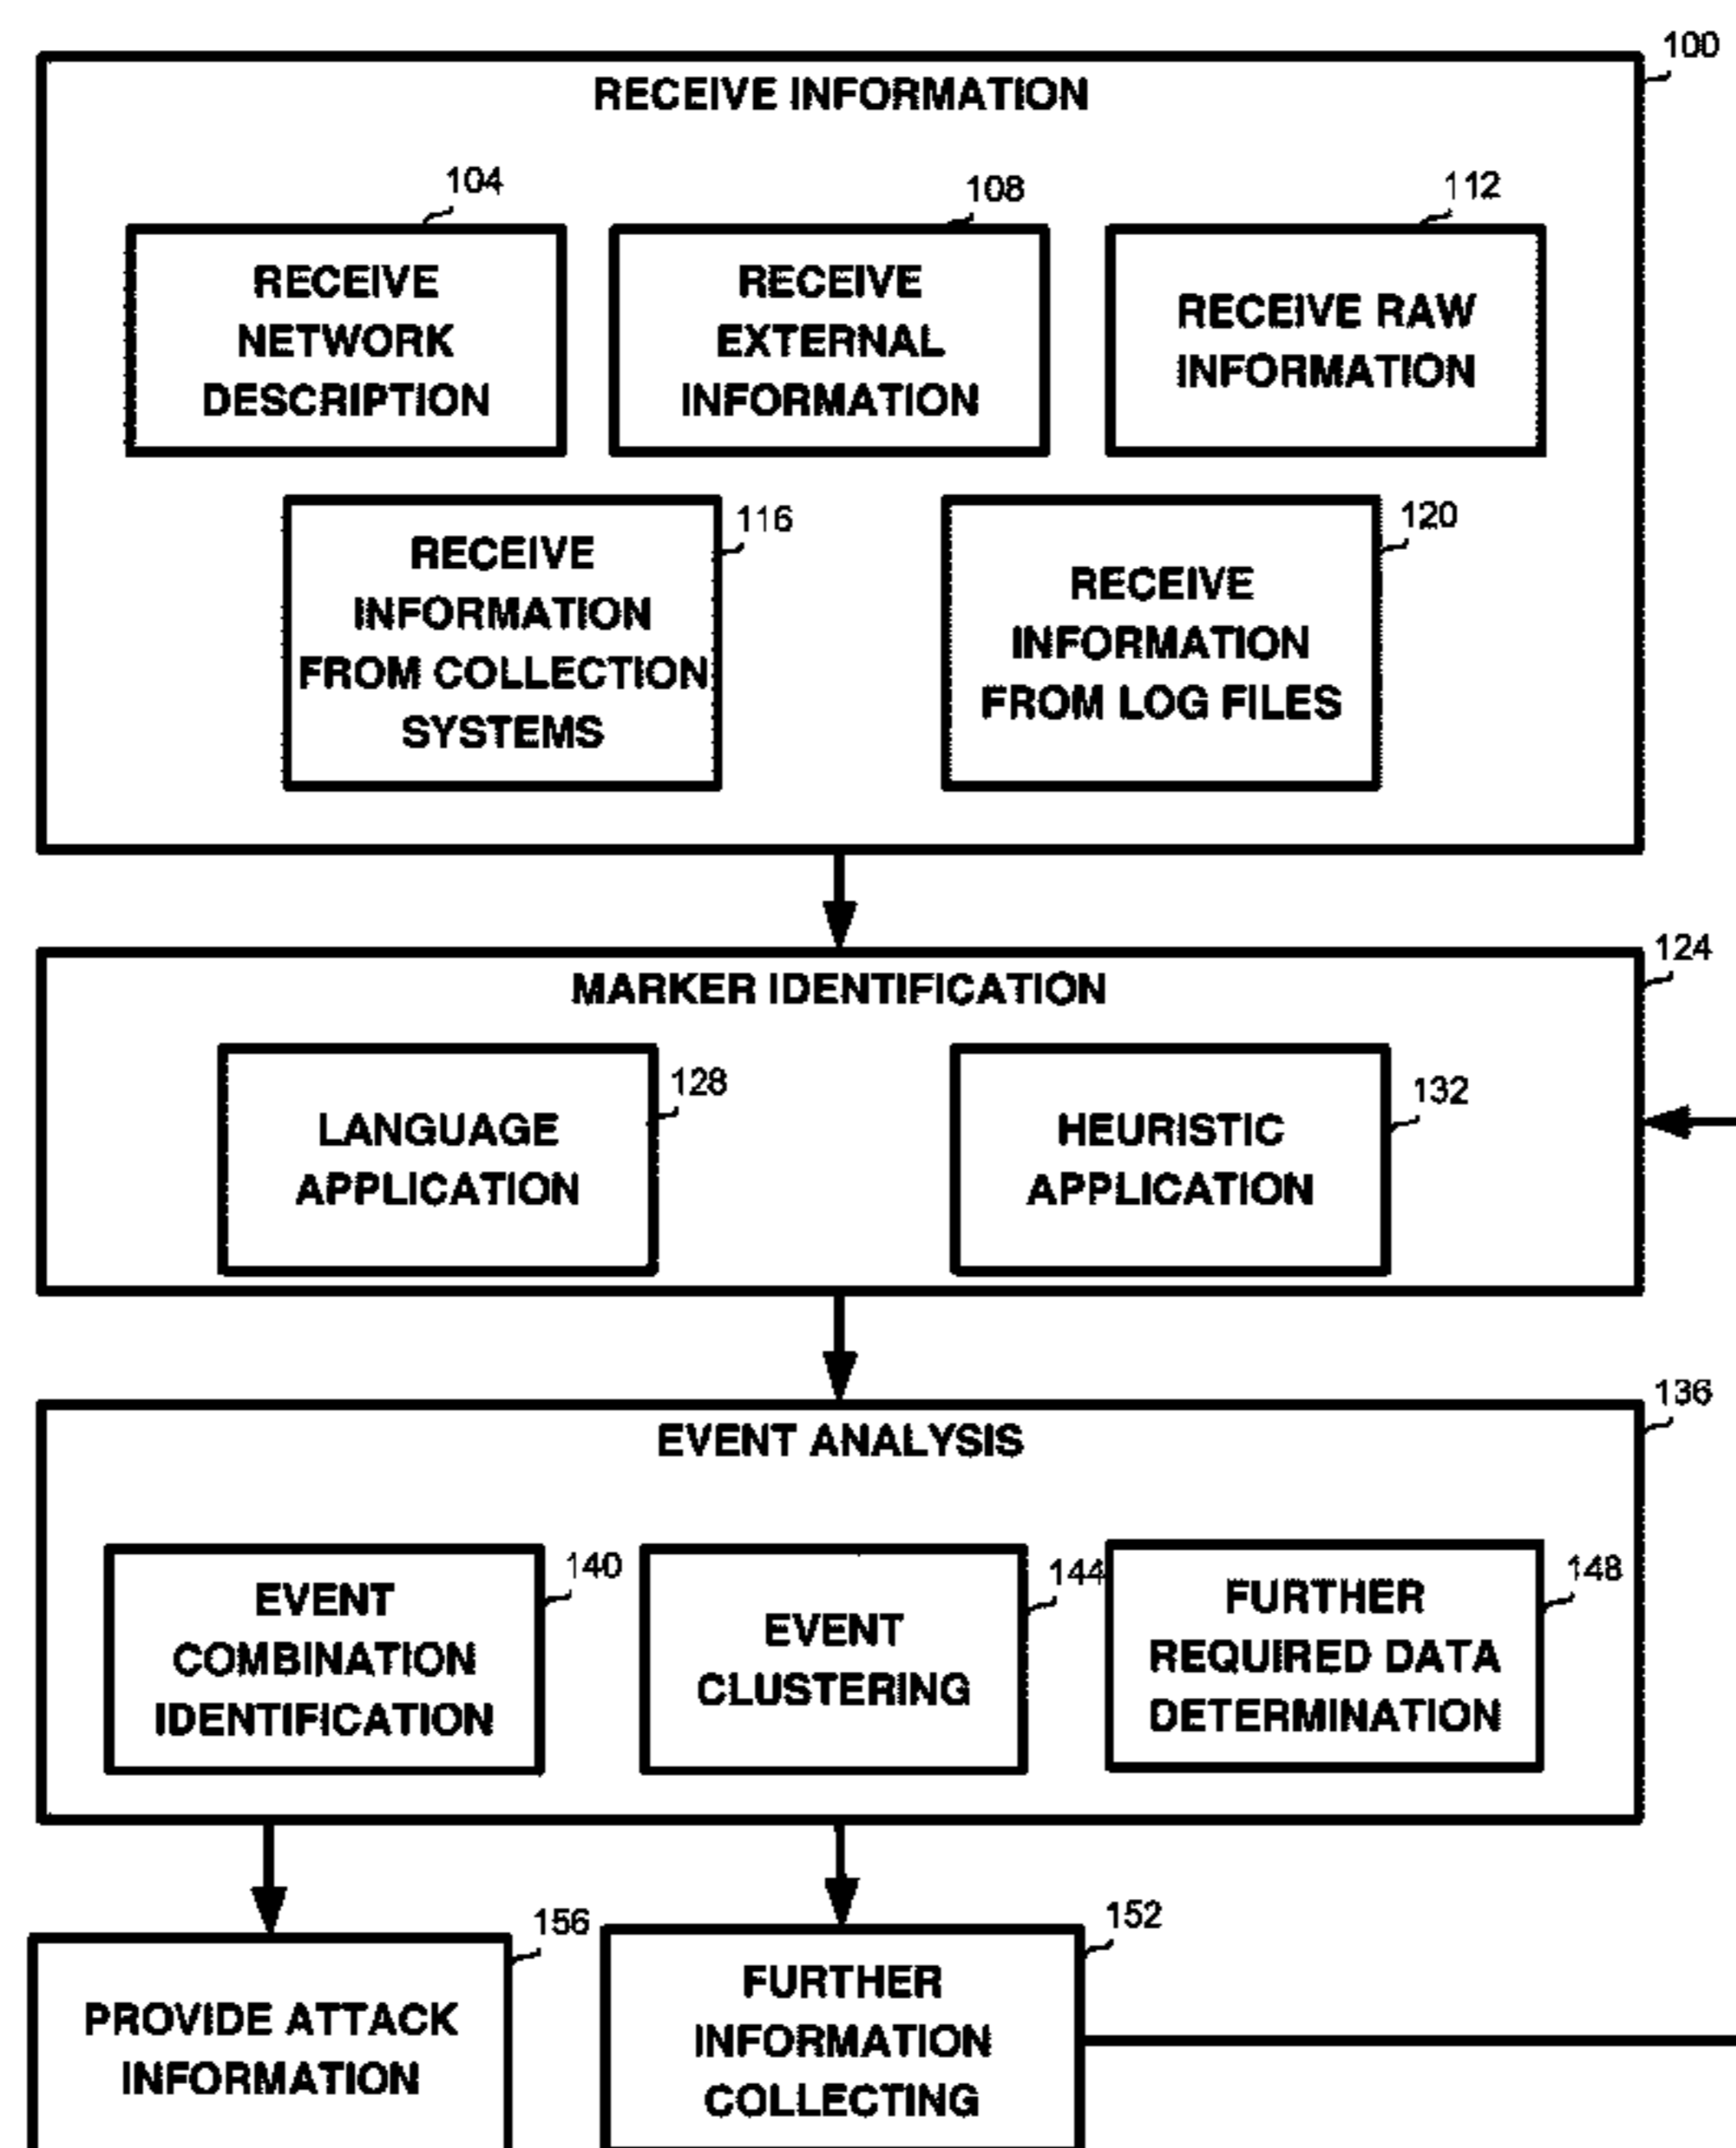 100
RECEIVE INFORMATION
104
108
112
RECEIVE
NETWORK
DESCRIPTION
RECEIVE
EXTERNAL
INFORMATION
RECEIVE RAW
INFORMATION
116
120
RECEIVE
INFORMATION
FROM COLLECTION
SYSTEMS
RECEIVE
INFORMATION
FROM LOG FILES
124
MARKER IDENTIFICATION
128
132
LANGUAGE
APPLICATION
HEURISTIC
APPLICATION
136
EVENT ANALYSIS
140
144
148
EVENT
COMBINATION
IDENTIFICATION
EVENT
CLUSTERING
FURTHER
REQUIRED DATA
DETERMINATION
156
152
PROVIDE ATTACK
INFORMATION
FURTHER
INFORMATION
COLLECTING